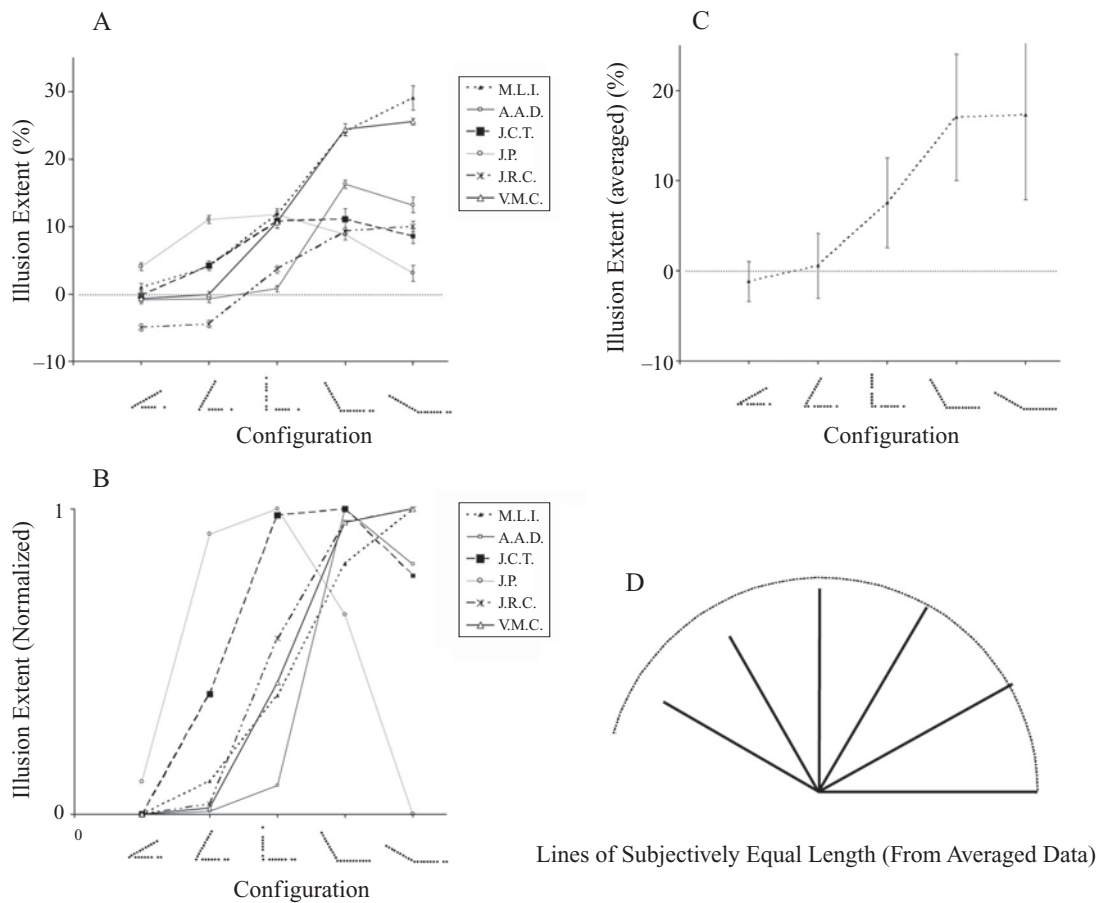 A
Illusion Extent (%)
30
20
10
0
–10
Configuration
M.L.I.
A.A.D.
J.C.T.
J.P.
J.R.C.
V.M.C.
C
Illusion Extent (averaged) (%)
20
10
0
–10
Configuration
B
Illusion Extent (Normalized)
1
0
0
Configuration
M.L.I.
A.A.D.
J.C.T.
J.P.
J.R.C.
V.M.C.
D
Lines of Subjectively Equal Length (From Averaged Data)